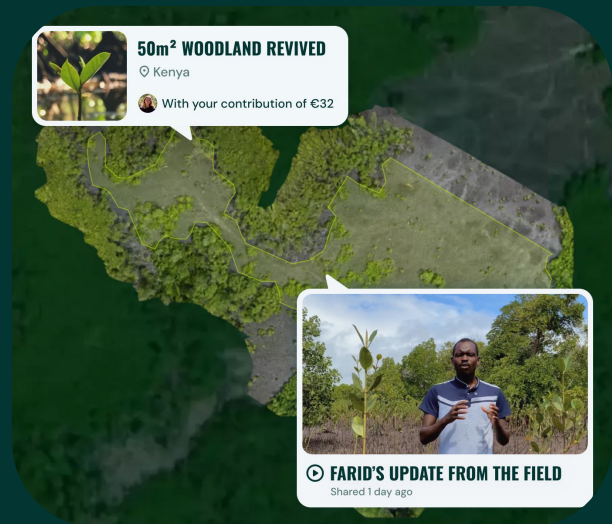 50m² WOODLAND REVIVED
Kenya
With your contribution of €32
FARID'S UPDATE FROM THE FIELD
Shared 1 day ago